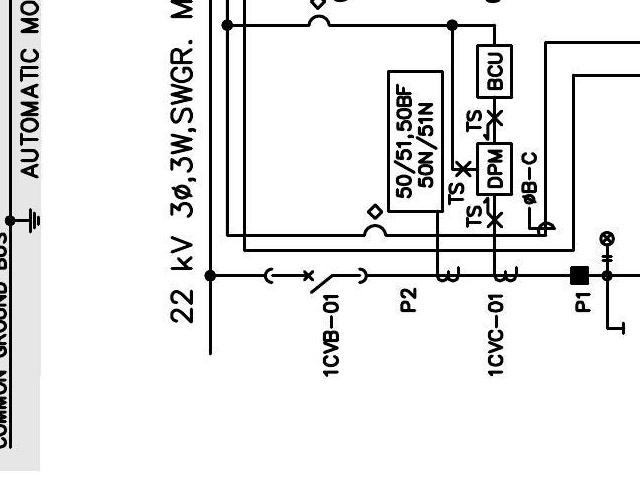 COMMON GROUND BUS
AUTOMATIC MO
22 kV 3ø,3W,SWGR. M
1CVB-01
50/51,50BF
50N/51N
P2
TS
TS
TS
BCU
DPM
1CVC-01
øB-C
P1